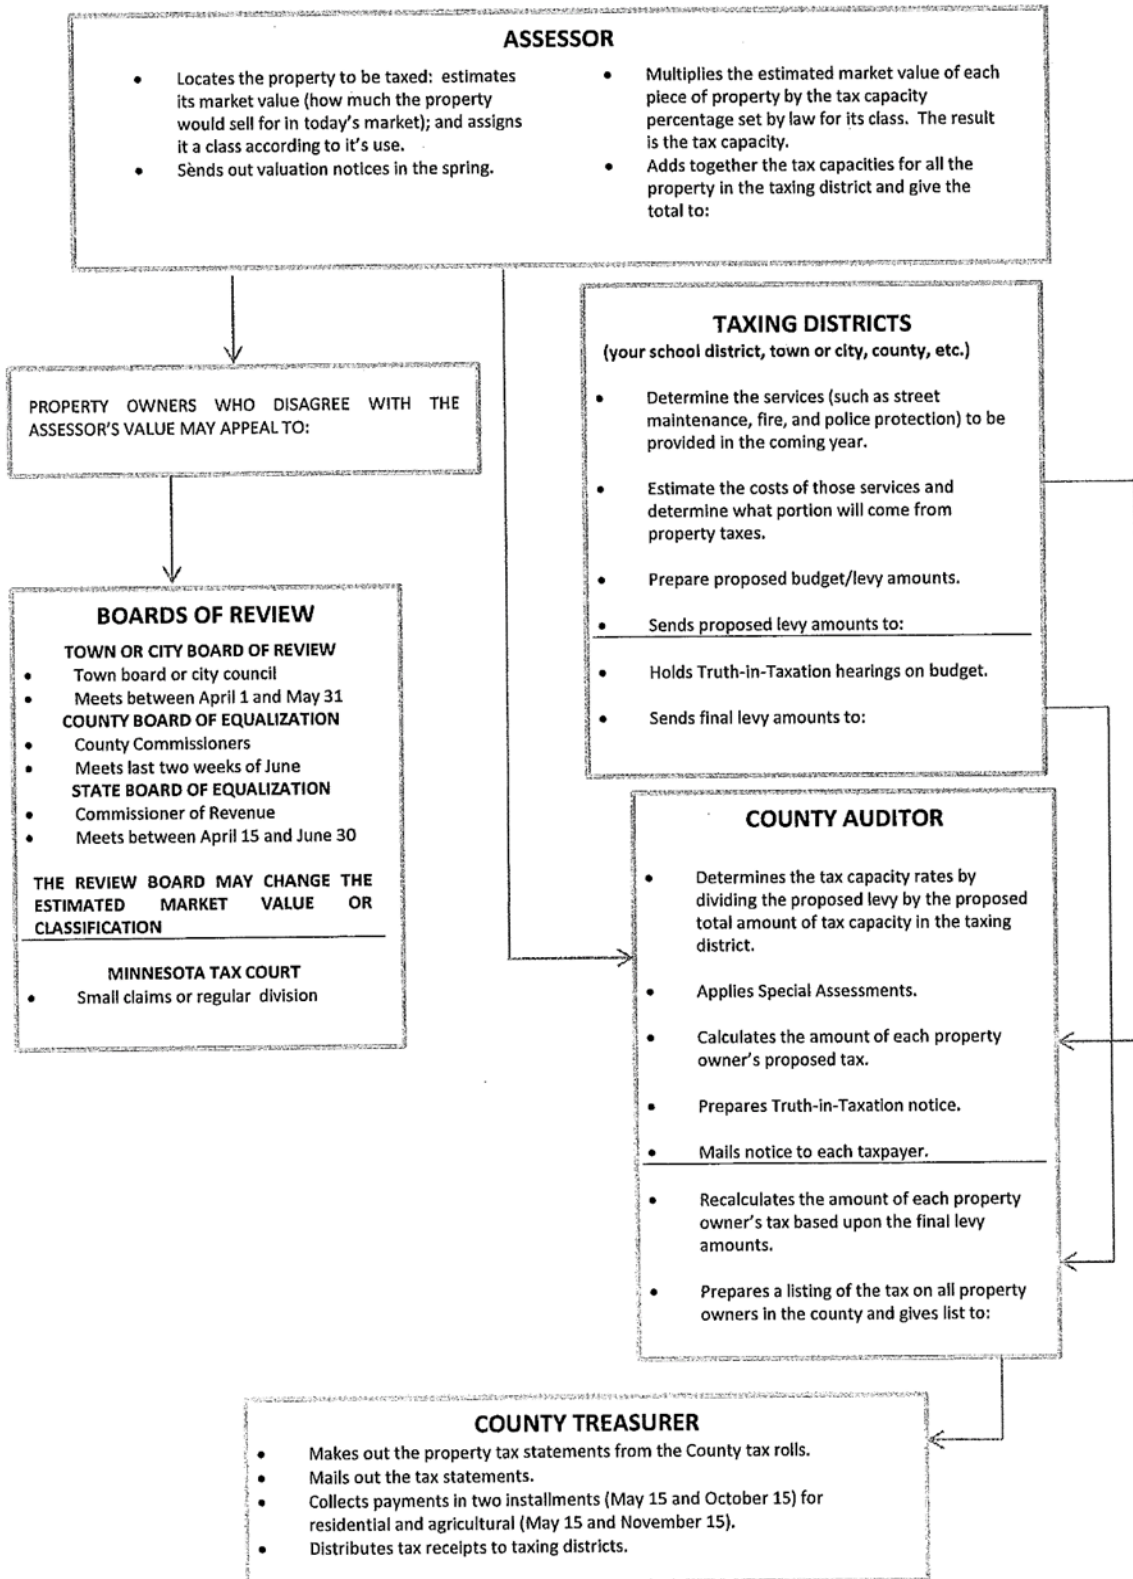 ASSESSOR
• Locates the property to be taxed: estimates
its market value (how much the property
would sell for in today's market); and assigns
it a class according to it's use.
• Sends out valuation notices in the spring.
• Multiplies the estimated market value of each
piece of property by the tax capacity
percentage set by law for its class. The result
is the tax capacity.
• Adds together the tax capacities for all the
property in the taxing district and give the
total to:
PROPERTY OWNERS WHO DISAGREE WITH THE
ASSESSOR'S VALUE MAY APPEAL TO:
BOARDS OF REVIEW
TOWN OR CITY BOARD OF REVIEW
• Town board or city council
• Meets between April 1 and May 31
COUNTY BOARD OF EQUALIZATION
• County Commissioners
• Meets last two weeks of June
STATE BOARD OF EQUALIZATION
• Commissioner of Revenue
• Meets between April 15 and June 30
THE REVIEW BOARD MAY CHANGE THE
ESTIMATED MARKET VALUE OR
CLASSIFICATION
MINNESOTA TAX COURT
• Small claims or regular division
TAXING DISTRICTS
(your school district, town or city, county, etc.)
• Determine the services (such as street
maintenance, fire, and police protection) to be
provided in the coming year.
• Estimate the costs of those services and
determine what portion will come from
property taxes.
• Prepare proposed budget/levy amounts.
• Sends proposed levy amounts to:
• Holds Truth-in-Taxation hearings on budget.
• Sends final levy amounts to:
COUNTY AUDITOR
• Determines the tax capacity rates by
dividing the proposed levy by the proposed
total amount of tax capacity in the taxing
district.
• Applies Special Assessments.
• Calculates the amount of each property
owner's proposed tax.
• Prepares Truth-in-Taxation notice.
• Mails notice to each taxpayer.
• Recalculates the amount of each property
owner's tax based upon the final levy
amounts.
• Prepares a listing of the tax on all property
owners in the county and gives list to:
COUNTY TREASURER
• Makes out the property tax statements from the County tax rolls.
• Mails out the tax statements.
• Collects payments in two installments (May 15 and October 15) for
residential and agricultural (May 15 and November 15).
• Distributes tax receipts to taxing districts.